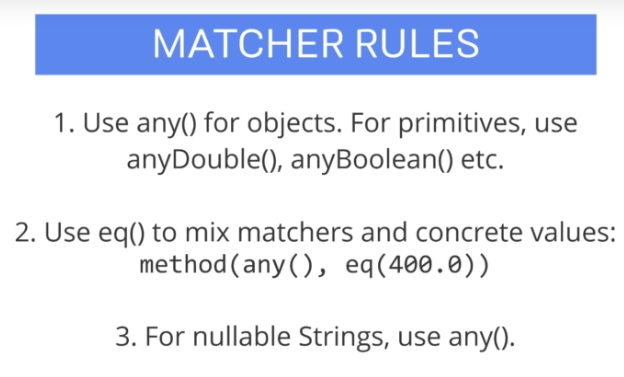 MATCHER RULES
1. Use any() for objects. For primitives, use
anyDouble(), anyBoolean() etc.
2. Use eq() to mix matchers and concrete values:
method(any(), eq(400.0))
3. For nullable Strings, use any().